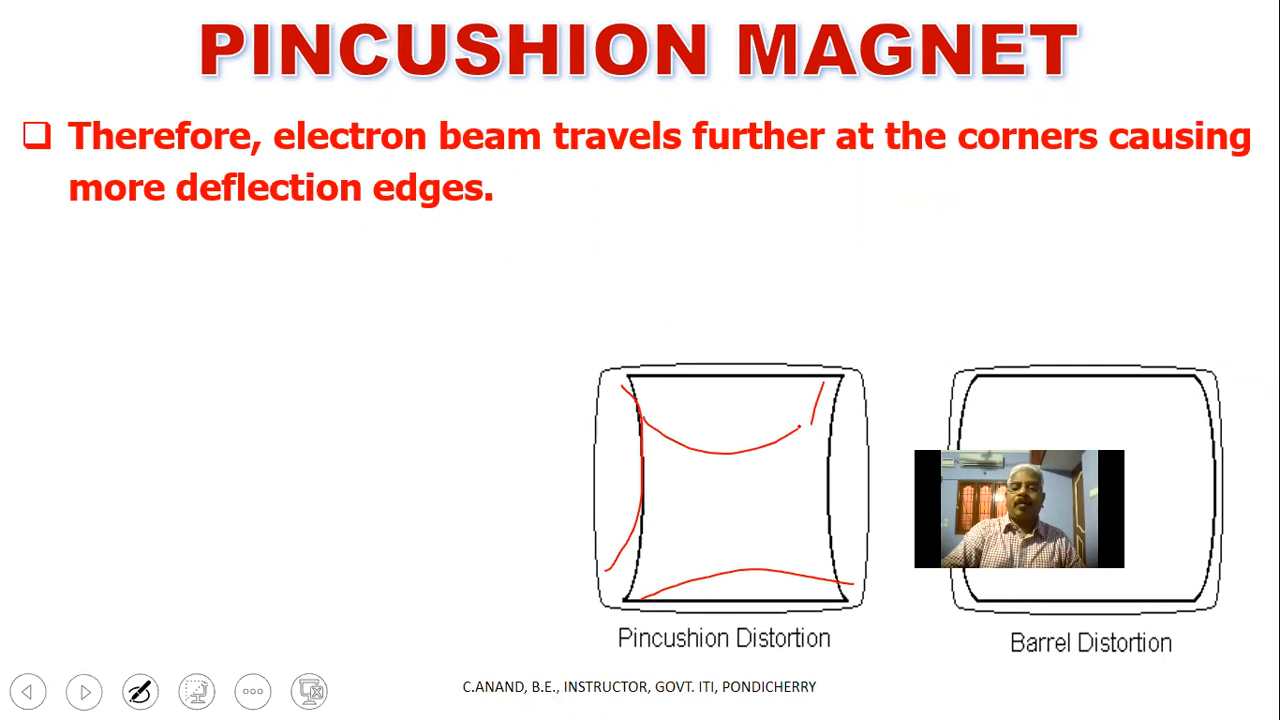 PINCUSHION MAGNET
❑ Therefore, electron beam travels further at the corners causing
more deflection edges.
Pincushion Distortion
Barrel Distortion
C.ANAND, B.E., INSTRUCTOR, GOVT. ITI, PONDICHERRY